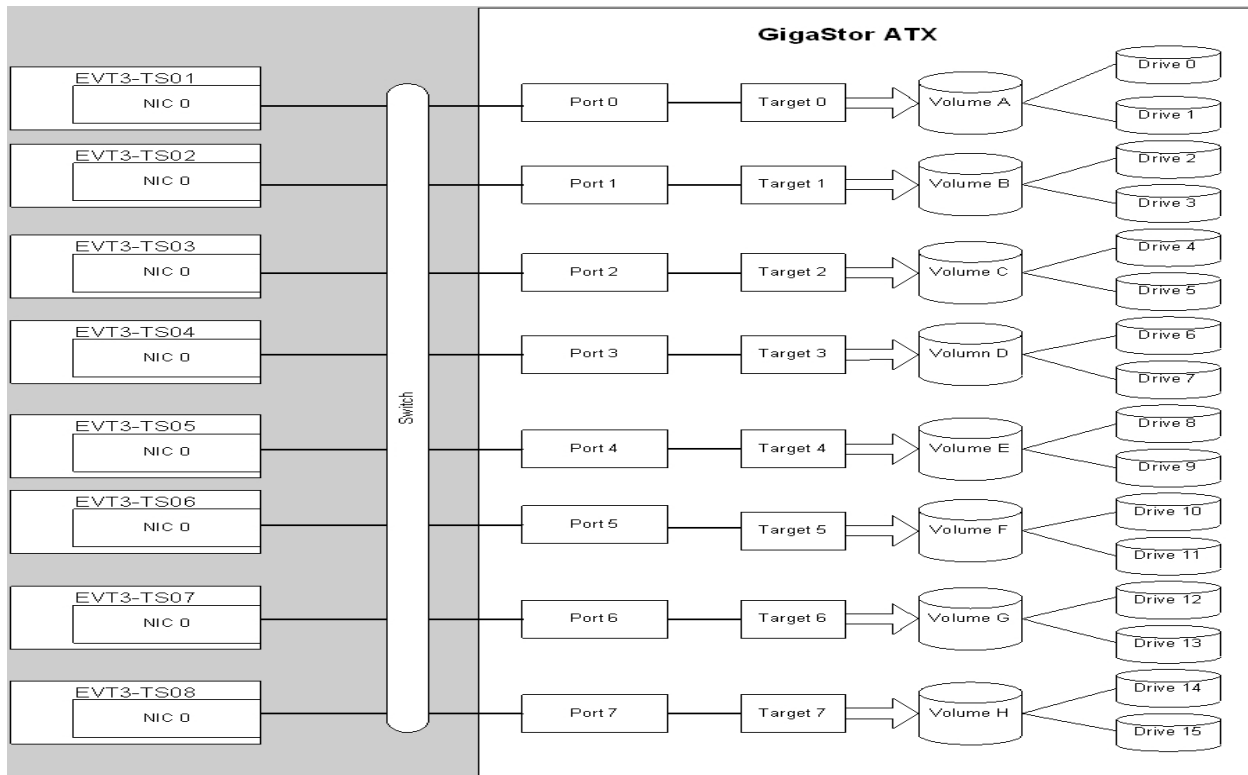 GigaStor ATX
EVT3-TS01
NIC 0
Port 0
Target 0
Volume A
Drive 0
Drive 1
EVT3-TS02
NIC 0
Port 1
Target 1
Volume B
Drive 2
Drive 3
EVT3-TS03
NIC 0
Port 2
Target 2
Volume C
Drive 4
Drive 5
EVT3-TS04
NIC 0
Port 3
Target 3
Volumn D
Drive 6
Drive 7
Switch
EVT3-TS05
NIC 0
Port 4
Target 4
Volume E
Drive 8
Drive 9
EVT3-TS06
NIC 0
Port 5
Target 5
Volume F
Drive 10
Drive 11
EVT3-TS07
NIC 0
Port 6
Target 6
Volume G
Drive 12
Drive 13
EVT3-TS08
NIC 0
Port 7
Target 7
Volume H
Drive 14
Drive 15